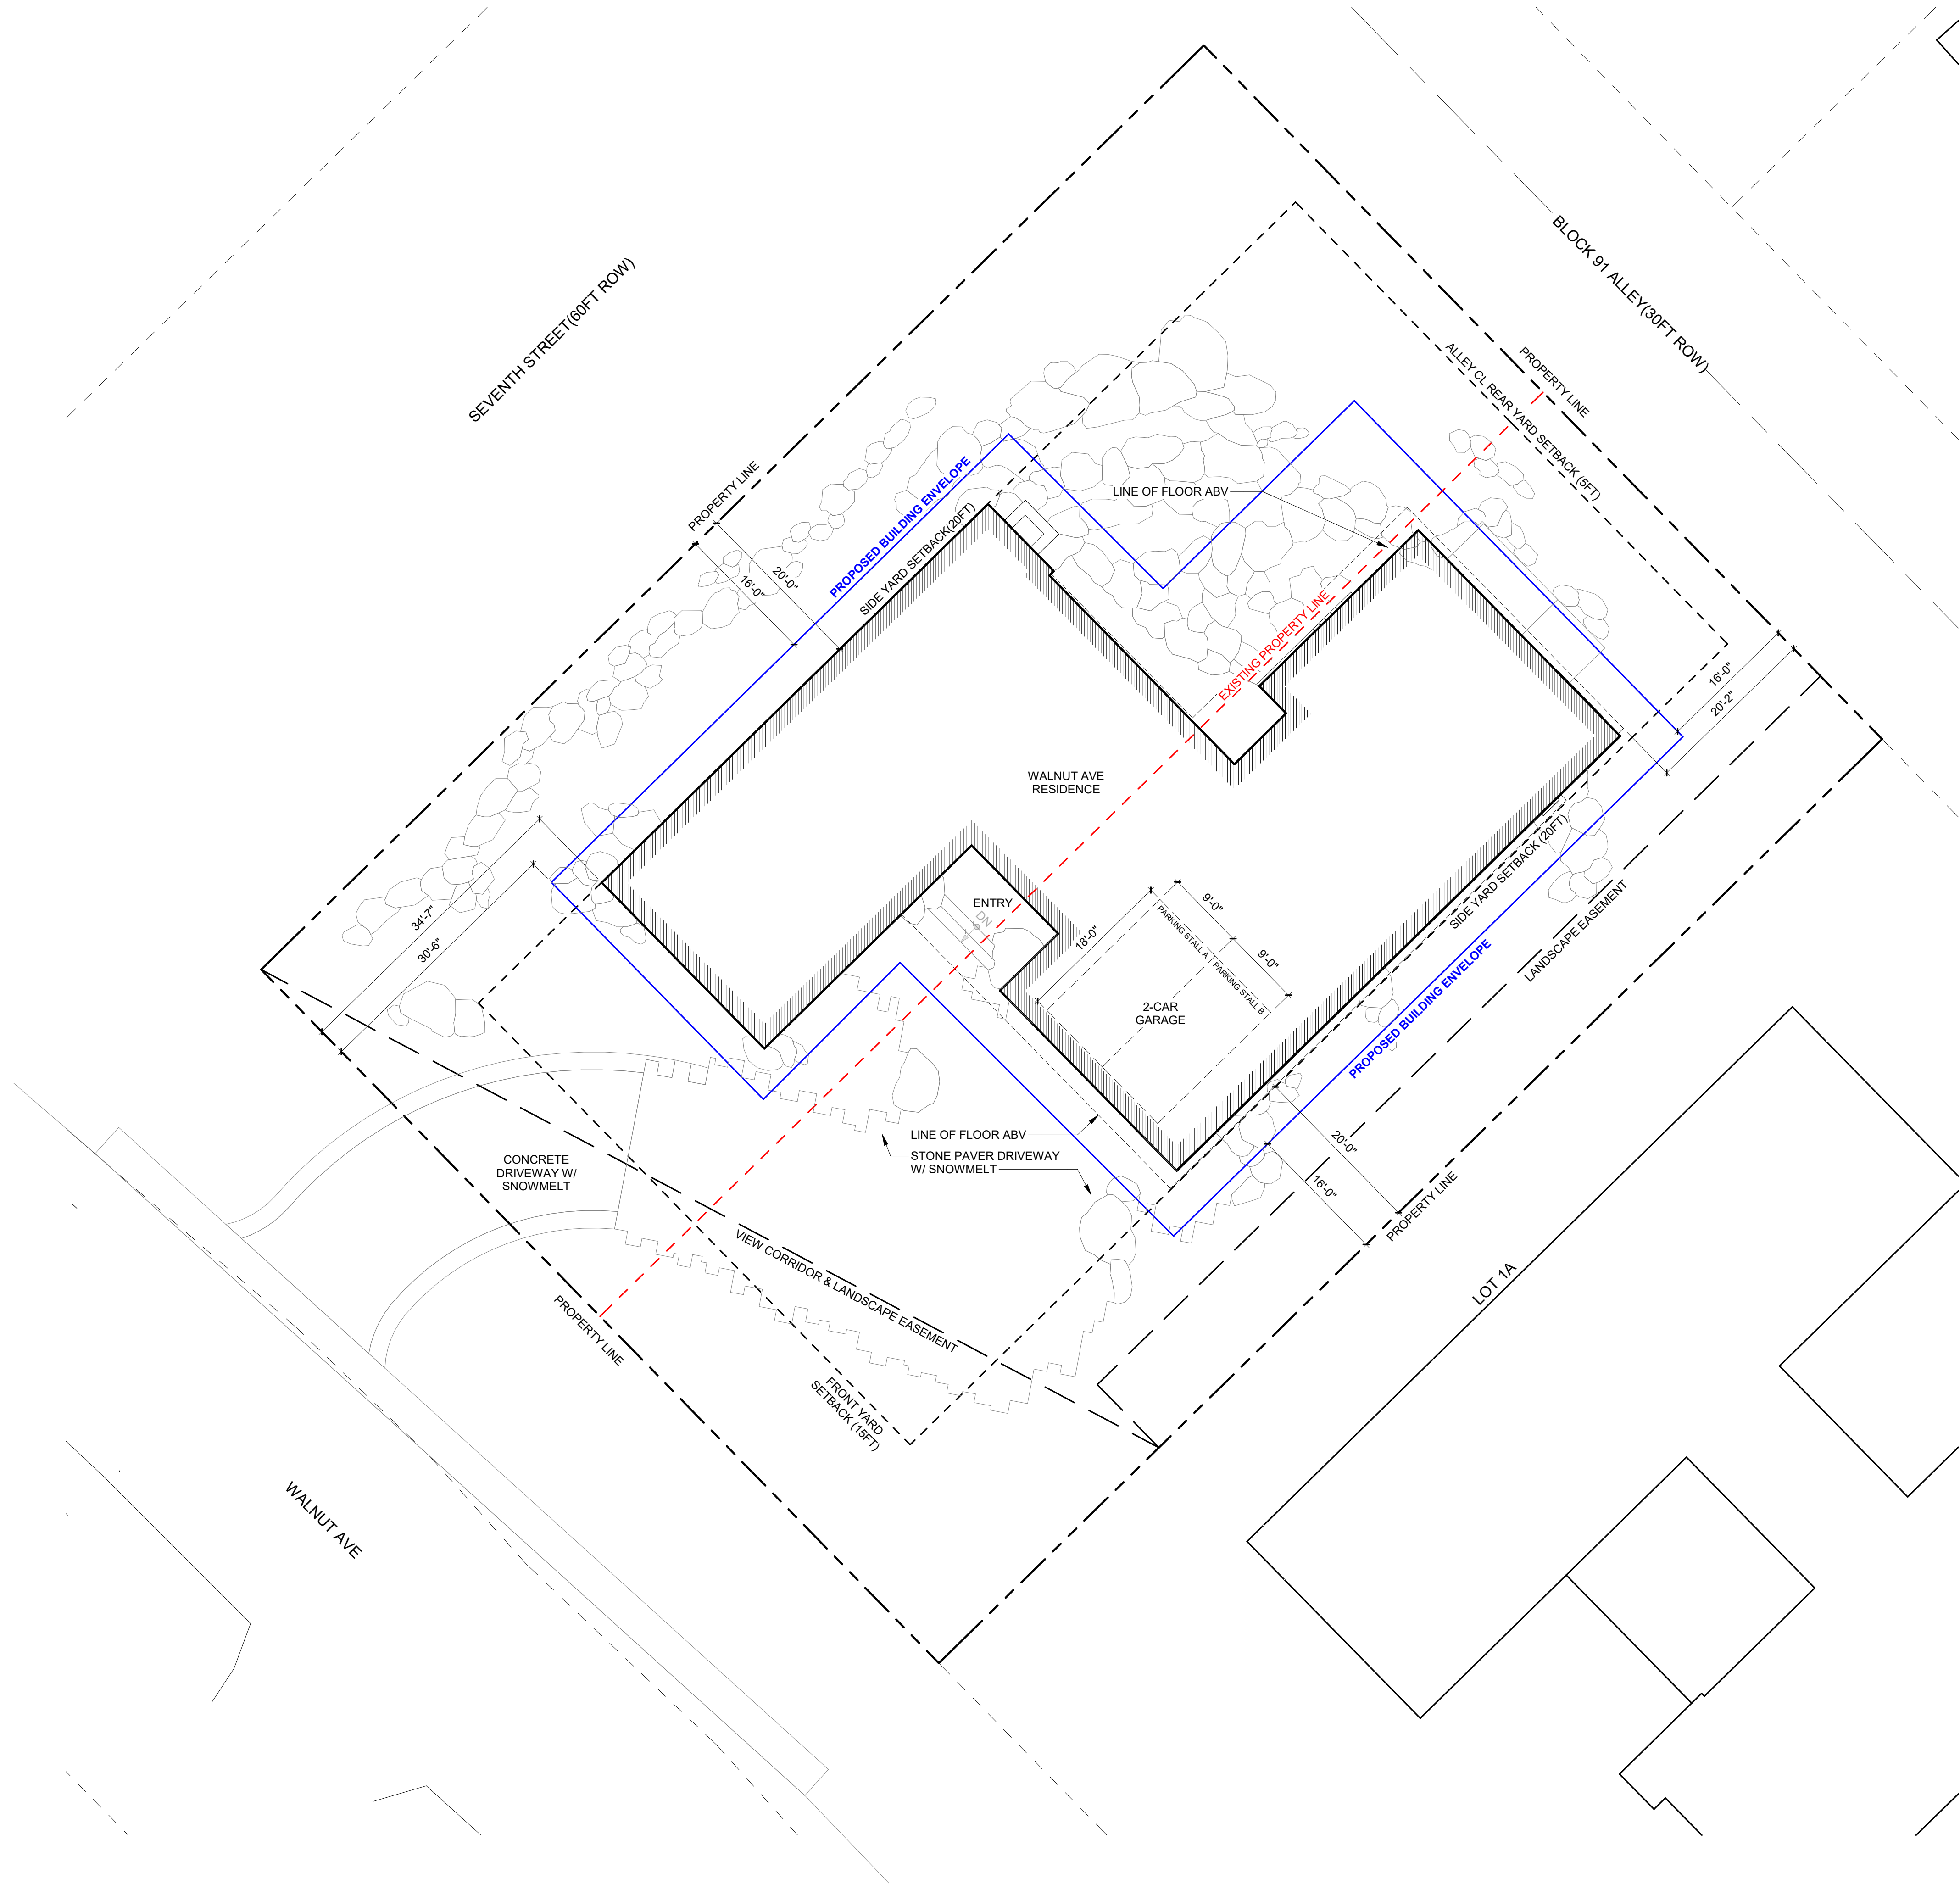 BLOCK 91 ALLEY(30FT ROW)
SEVENTH STREET(60FT ROW)
PROPERTY LINE
ALLEY CL REAR YARD SETBACK (5FT)
PROPERTY LINE
PROPOSED BUILDING ENVELOPE
SIDE YARD SETBACK(20FT)
LINE OF FLOOR ABV
20'-0"
16'-0"
EXISTING PROPERTY LINE
16'-0"
20'-2"
WALNUT AVE
RESIDENCE
SIDE YARD SETBACK (20FT)
LANDSCAPE EASEMENT
PROPOSED BUILDING ENVELOPE
34'-7"
30'-6"
ENTRY
DN
18'-0"
9'-0"
9'-0"
PARKING STALL A
PARKING STALL B
2-CAR
GARAGE
LINE OF FLOOR ABV
STONE PAVER DRIVEWAY
W/ SNOWMELT
CONCRETE
DRIVEWAY W/
SNOWMELT
20'-0"
16'-0"
PROPERTY LINE
VIEW CORRIDOR & LANDSCAPE EASEMENT
PROPERTY LINE
FRONT YARD
SETBACK (15FT)
LOT 1A
WALNUT AVE